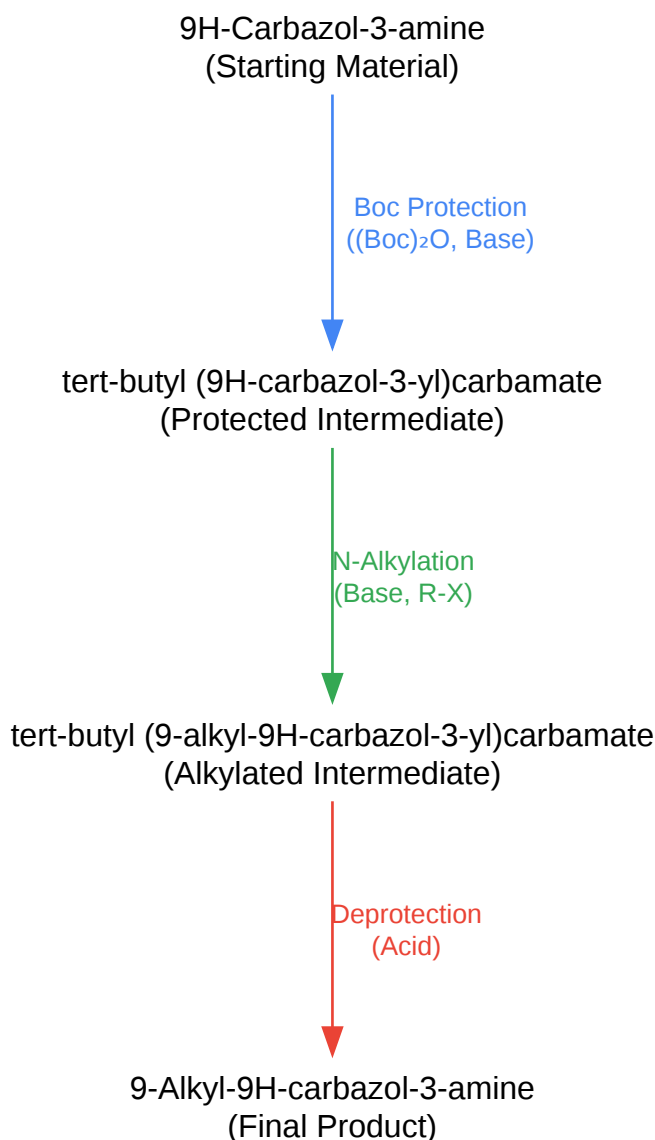 9H-Carbazol-3-amine
(Starting Material)
Boc Protection
((Boc)₂O, Base)
tert-butyl (9H-carbazol-3-yl)carbamate
(Protected Intermediate)
N-Alkylation
(Base, R-X)
tert-butyl (9-alkyl-9H-carbazol-3-yl)carbamate
(Alkylated Intermediate)
Deprotection
(Acid)
9-Alkyl-9H-carbazol-3-amine
(Final Product)